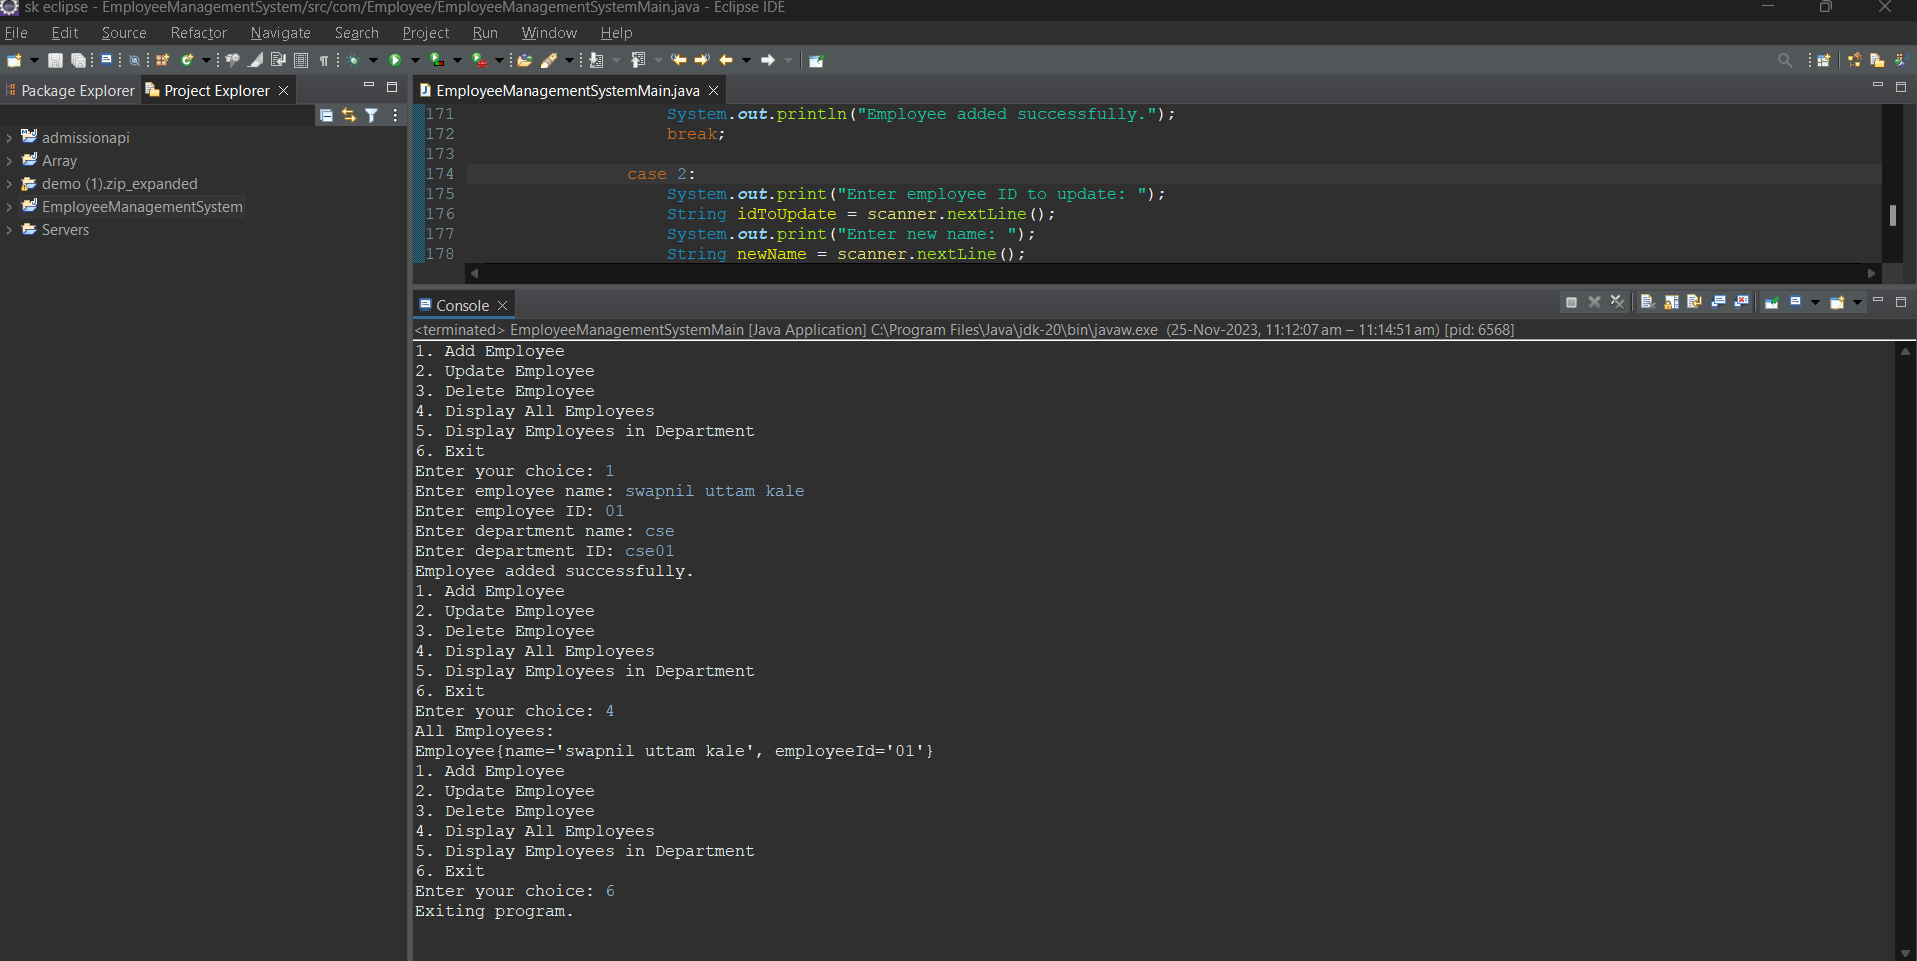 sk eclipse - EmployeeManagementSystem/src/com/Employee/EmployeeManagementSystemMain.java - Eclipse IDE
File Edit Source Refactor Navigate Search Project Run Window Help
Package Explorer Project Explorer
admissionapi
Array
demo (1).zip_expanded
EmployeeManagementSystem
Servers
EmployeeManagementSystemMain.java
171 System.out.println("Employee added successfully.");
172 break;
173
174 case 2:
175 System.out.print("Enter employee ID to update: ");
176 String idToUpdate = scanner.nextLine();
177 System.out.print("Enter new name: ");
178 String newName = scanner.nextLine();
Console
<terminated> EmployeeManagementSystemMain [Java Application] C:\Program Files\Java\jdk-20\bin\javaw.exe (25-Nov-2023, 11:12:07 am – 11:14:51 am) [pid: 6568]
1. Add Employee
2. Update Employee
3. Delete Employee
4. Display All Employees
5. Display Employees in Department
6. Exit
Enter your choice: 1
Enter employee name: swapnil uttam kale
Enter employee ID: 01
Enter department name: cse
Enter department ID: cse01
Employee added successfully.
1. Add Employee
2. Update Employee
3. Delete Employee
4. Display All Employees
5. Display Employees in Department
6. Exit
Enter your choice: 4
All Employees:
Employee{name='swapnil uttam kale', employeeId='01'}
1. Add Employee
2. Update Employee
3. Delete Employee
4. Display All Employees
5. Display Employees in Department
6. Exit
Enter your choice: 6
Exiting program.